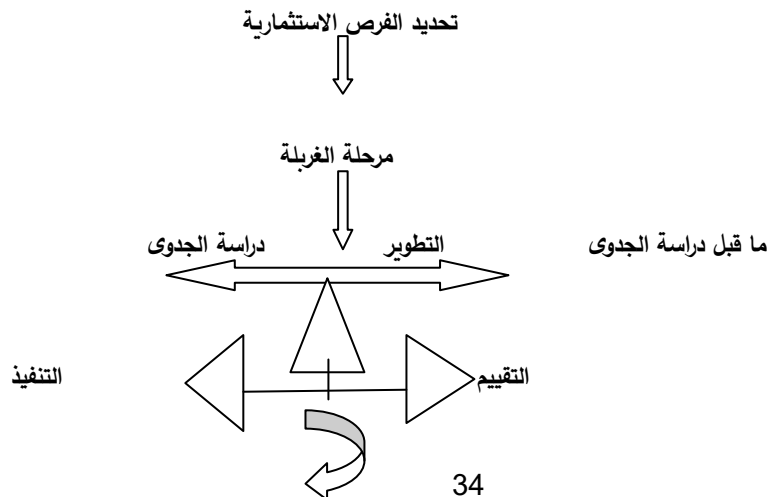 تحديد الفرص الاستثمارية
مرحلة الغربلة
ما قبل دراسة الجدوى التطوير دراسة الجدوى
التقييم التنفيذ
34